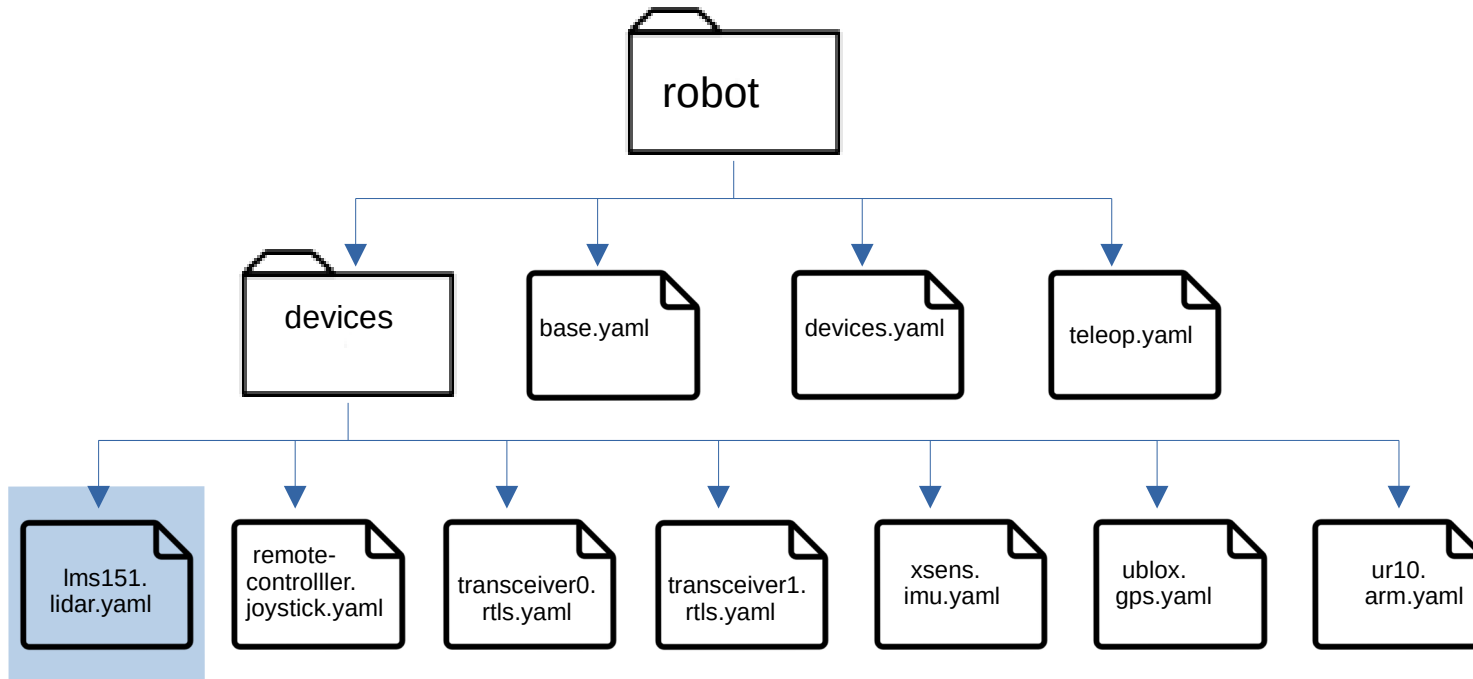 robot
devices
base.yaml
devices.yaml
teleop.yaml
lms151.
lidar.yaml
remote-
controlller.
joystick.yaml
transceiver0.
rtls.yaml
transceiver1.
rtls.yaml
xsens.
imu.yaml
ublox.
gps.yaml
ur10.
arm.yaml